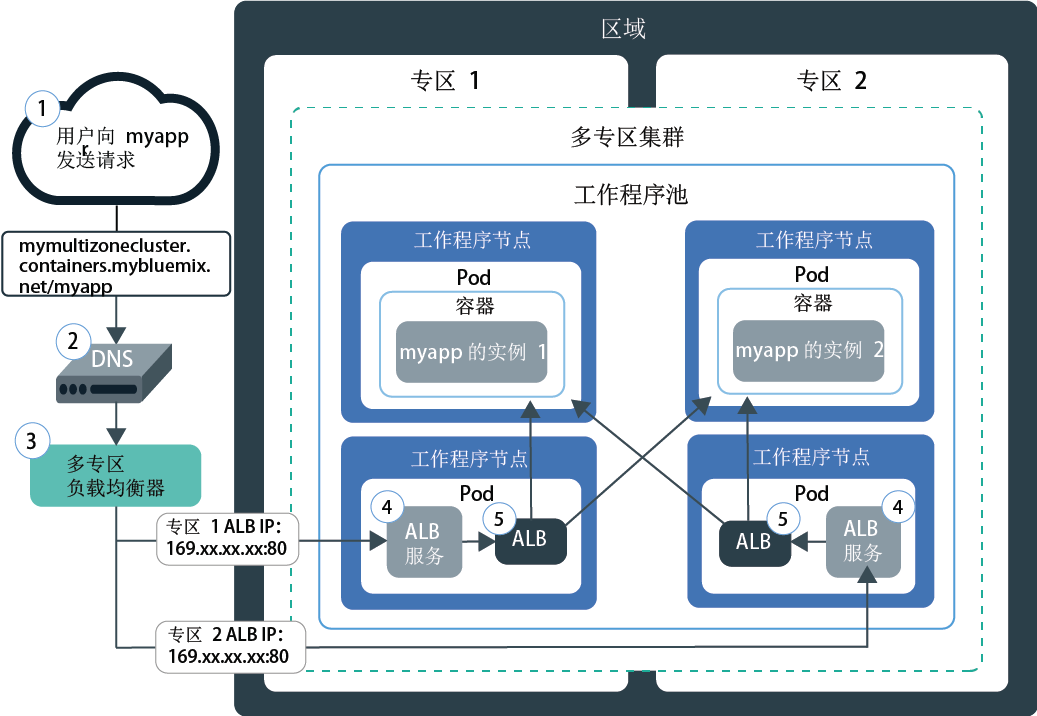 区域
专区 1
专区 2
多专区集群
工作程序池
1
用户向 myapp
r.
发送请求
mymultizonecluster.
containers.mybluemix.
net/myapp
2
DNS
3
多专区
负载均衡器
专区 1 ALB IP:
169.xx.xx.xx:80
专区 2 ALB IP:
169.xx.xx.xx:80
工作程序节点
Pod
容器
myapp 的实例 1
工作程序节点
Pod
容器
myapp 的实例 2
工作程序节点
Pod
4
ALB
服务
5
ALB
工作程序节点
Pod
5
ALB
4
ALB
服务